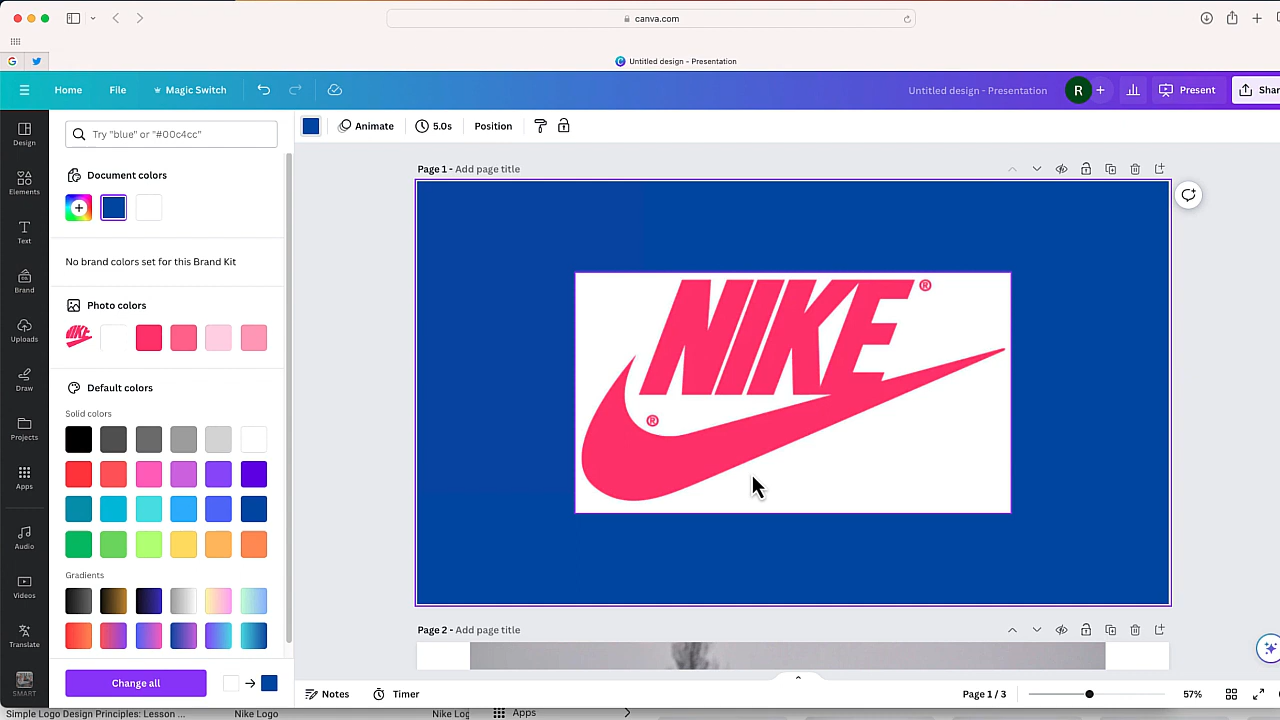 canva.com
Untitled design - Presentation
Home
File
Magic Switch
Untitled design - Presentation
R
Present
Design
Elements
Text
Brand
Uploads
Draw
Projects
Apps
Audio
Videos
Translate
SMART
Try "blue" or "#00c4cc"
Document colors
No brand colors set for this Brand Kit
Photo colors
Default colors
Solid colors
Gradients
Change all
Animate
5.0s
Position
Page 1 - Add page title
NIKE®
®
Page 2 - Add page title
Notes
Timer
Page 1 / 3
57%
Simple Logo Design Principles: Lesson ...
Nike Logo
Apps